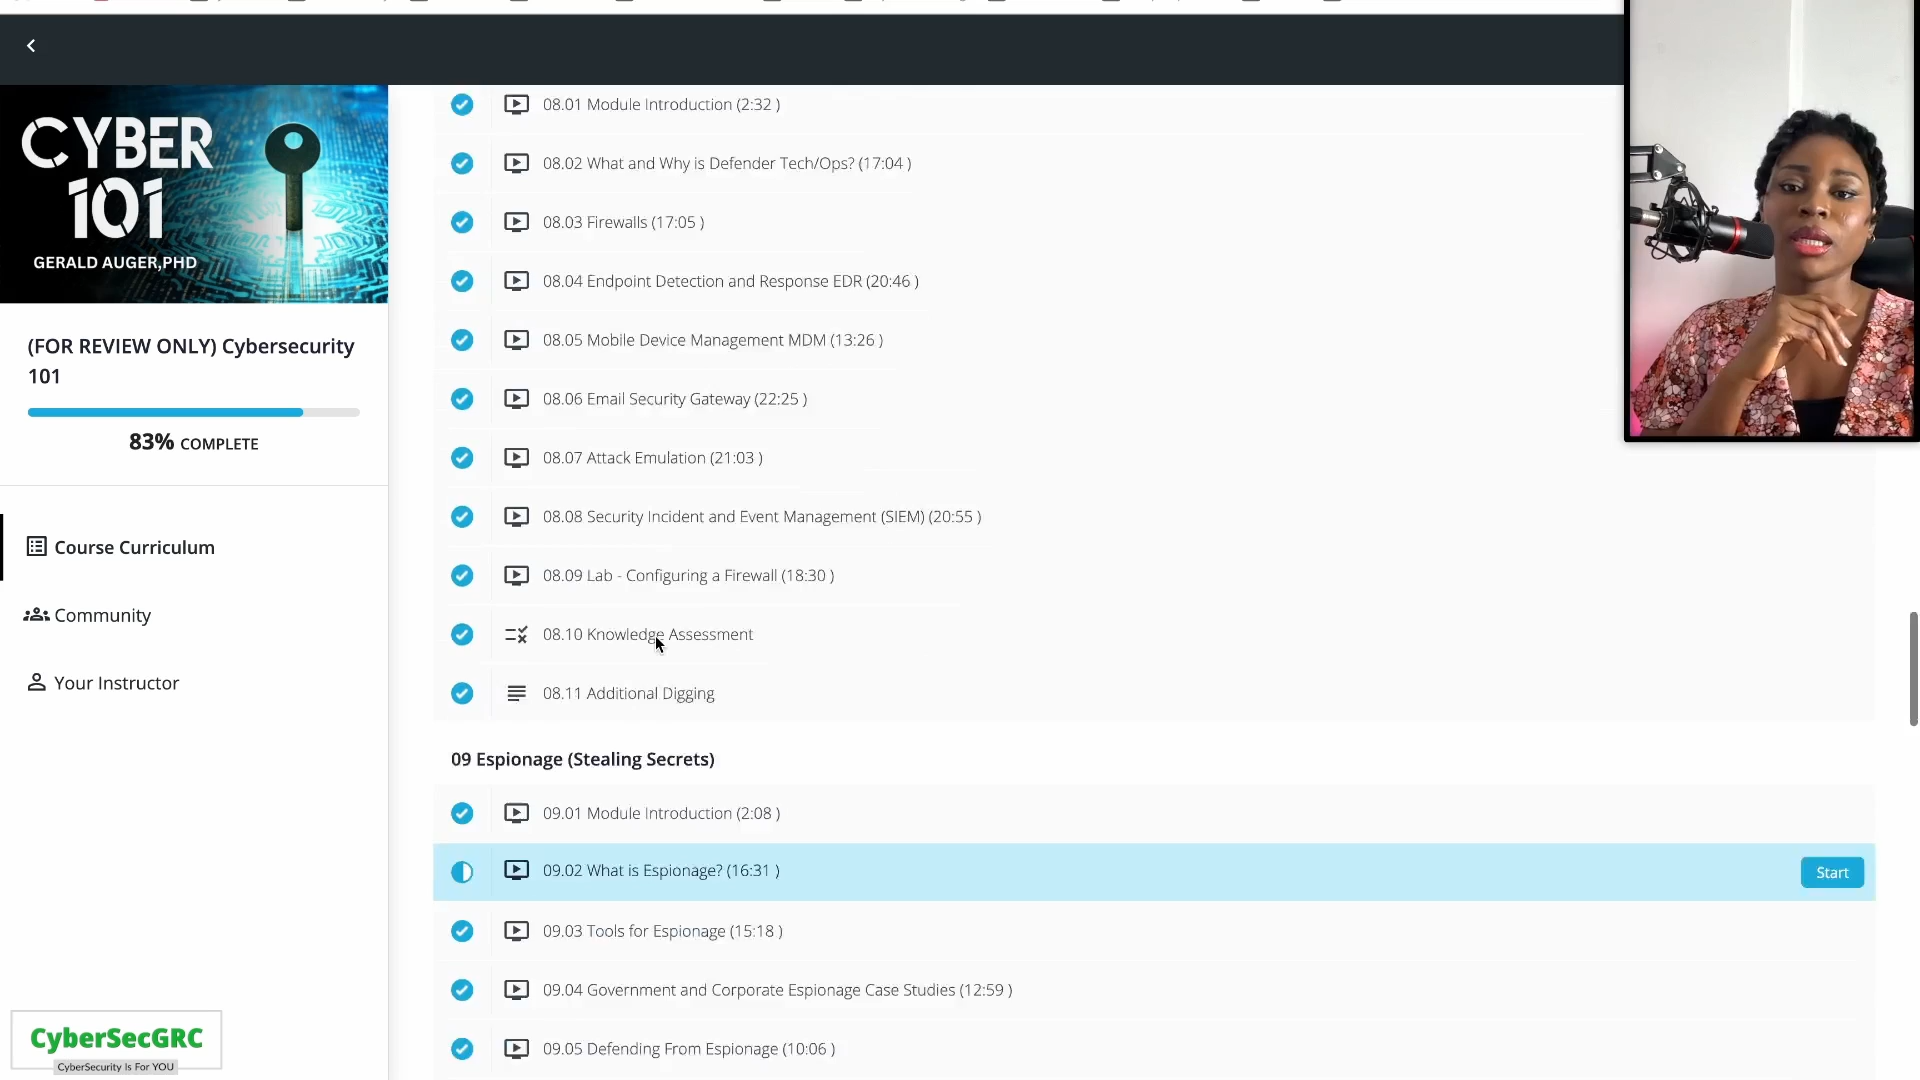 CYBER
101
GERALD AUGER,PHD
(FOR REVIEW ONLY) Cybersecurity
101
83% COMPLETE
Course Curriculum
Community
Your Instructor
CyberSecGRC
CyberSecurity Is For YOU
08.01 Module Introduction (2:32 )
08.02 What and Why is Defender Tech/Ops? (17:04 )
08.03 Firewalls (17:05 )
08.04 Endpoint Detection and Response EDR (20:46 )
08.05 Mobile Device Management MDM (13:26 )
08.06 Email Security Gateway (22:25 )
08.07 Attack Emulation (21:03 )
08.08 Security Incident and Event Management (SIEM) (20:55 )
08.09 Lab - Configuring a Firewall (18:30 )
08.10 Knowledge Assessment
08.11 Additional Digging
09 Espionage (Stealing Secrets)
09.01 Module Introduction (2:08 )
09.02 What is Espionage? (16:31 )
Start
09.03 Tools for Espionage (15:18 )
09.04 Government and Corporate Espionage Case Studies (12:59 )
09.05 Defending From Espionage (10:06 )